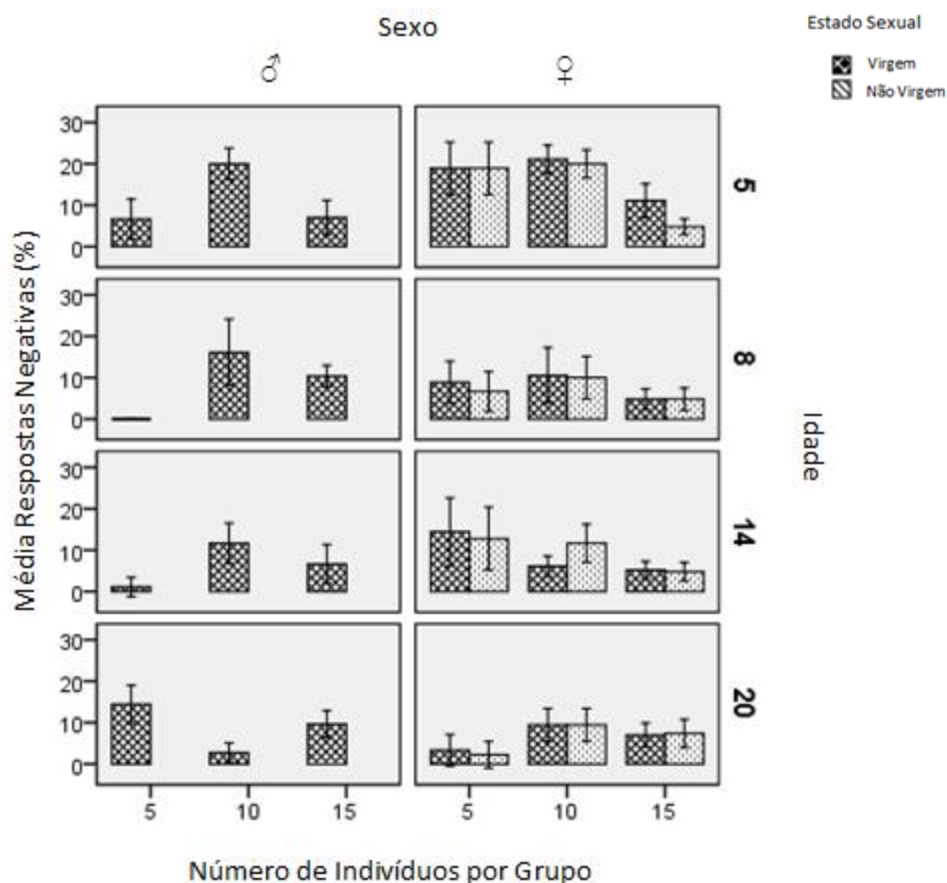 Sexo
Estado Sexual
♂ ♀
Virgem
Não Virgem
Média Respostas Negativas (%)
30
20
10
0
5
30
20
10
0
8
30
20
10
0
14
30
20
10
0
20
Idade
5 10 15 5 10 15
Número de Indivíduos por Grupo